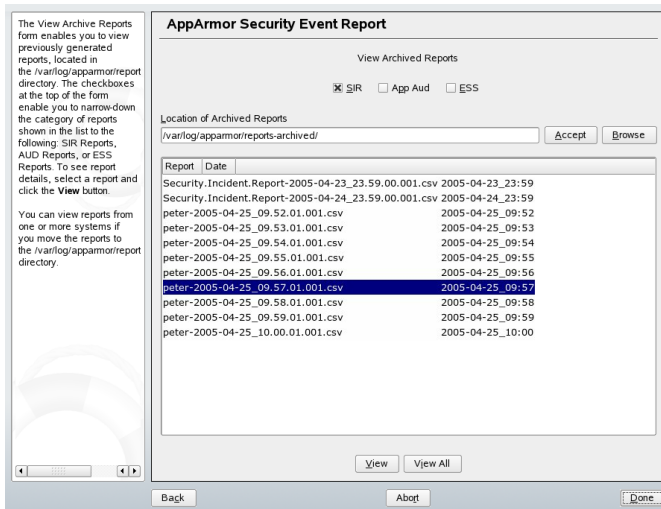 The View Archive Reports
form enables you to view
previously generated
reports, located in
the /var/log/apparmor/report
directory. The checkboxes
at the top of the form
enable you to narrow-down
the category of reports
shown in the list to the
following: SIR Reports,
AUD Reports, or ESS
Reports. To see report
details, select a report and
click the View button.
You can view reports from
one or more systems if
you move the reports to
the /var/log/apparmor/report
directory.
AppArmor Security Event Report
View Archived Reports
SIR App Aud ESS
Location of Archived Reports
/var/log/apparmor/reports-archived/ Accept Browse
Report Date
Security.Incident.Report-2005-04-23_23.59.00.001.csv 2005-04-23_23:59
Security.Incident.Report-2005-04-24_23.59.00.001.csv 2005-04-24_23:59
peter-2005-04-25_09.52.01.001.csv 2005-04-25_09:52
peter-2005-04-25_09.53.01.001.csv 2005-04-25_09:53
peter-2005-04-25_09.54.01.001.csv 2005-04-25_09:54
peter-2005-04-25_09.55.01.001.csv 2005-04-25_09:55
peter-2005-04-25_09.56.01.001.csv 2005-04-25_09:56
peter-2005-04-25_09.57.01.001.csv 2005-04-25_09:57
peter-2005-04-25_09.58.01.001.csv 2005-04-25_09:58
peter-2005-04-25_09.59.01.001.csv 2005-04-25_09:59
peter-2005-04-25_10.00.01.001.csv 2005-04-25_10:00
View View All
Back Abort Done